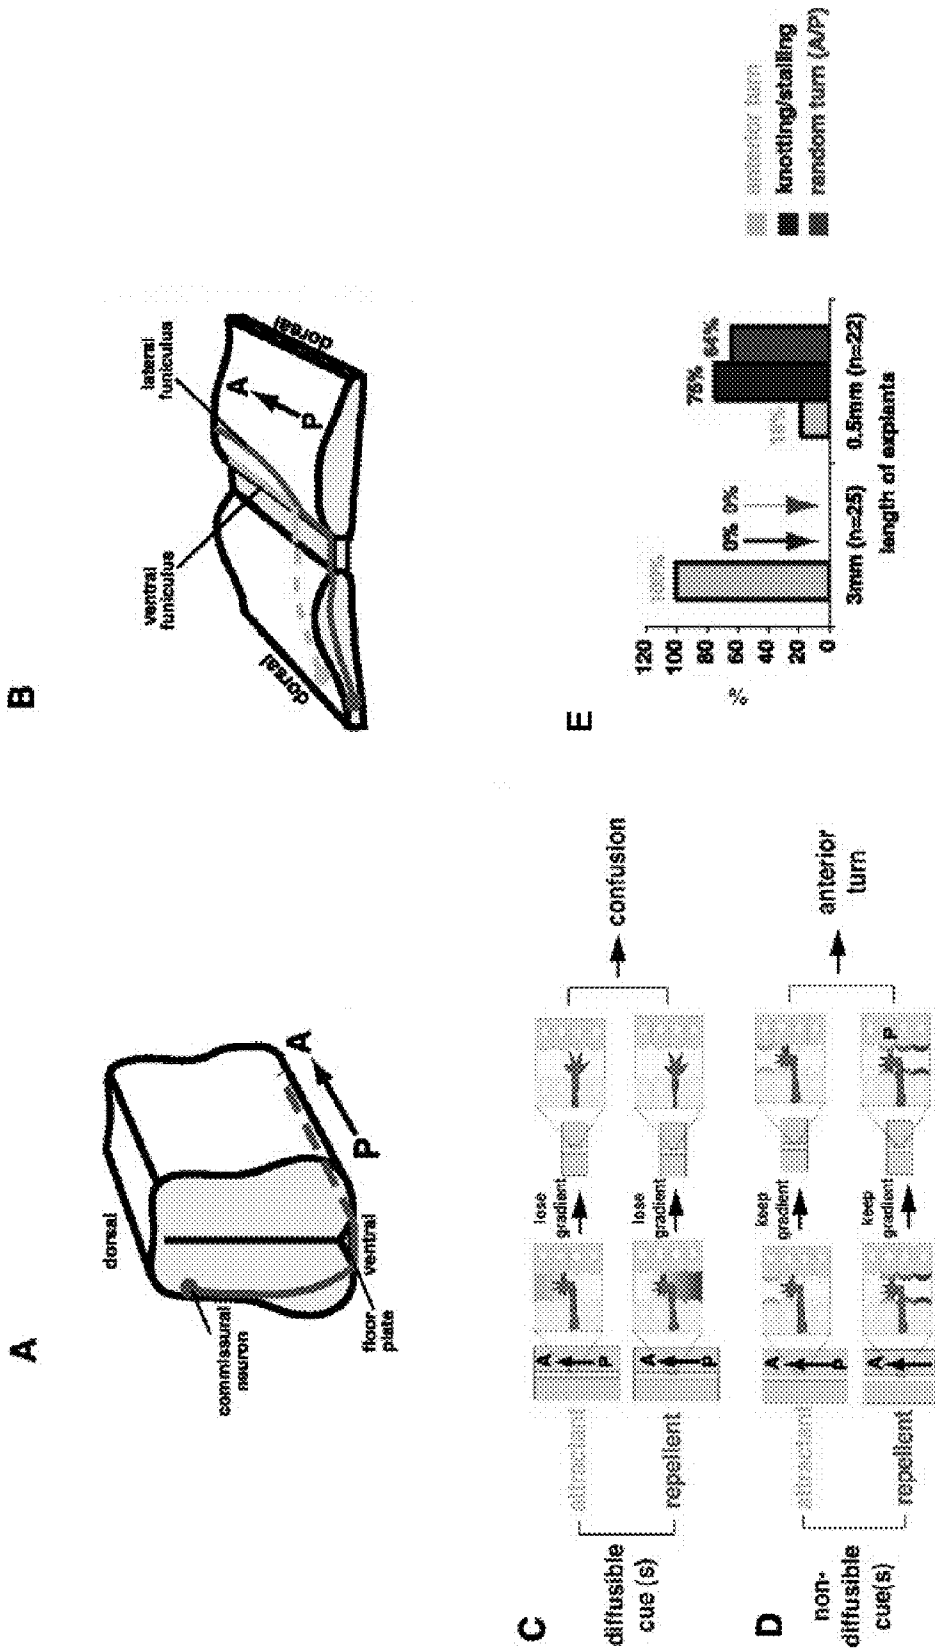 A
dorsal
commissural
neuron
floor
plate
ventral
P
A
B
ventral
funiculus
lateral
funiculus
dorsal
dorsal
A
P
C
diffusible
cue (s)
attractant
repellent
A
P
A
P
lose
gradient
lose
gradient
confusion
D
non-
diffusible
cue(s)
attractant
repellent
A
P
A
keep
gradient
keep
gradient
P
anterior
turn
E
%
120
100
80
60
40
20
0
0% 0%
64%
3mm (n=25) 0.5mm (n=22)
length of explants
knotting/stalling
random turn (A/P)